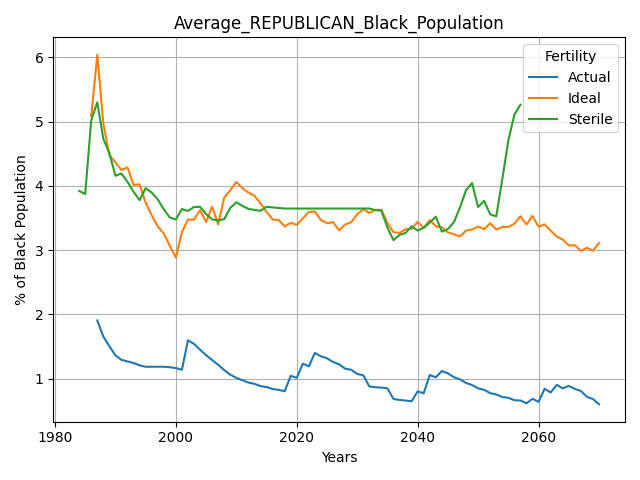 Average_REPUBLICAN_Black_Population
% of Black Population
6
5
4
3
2
1
Fertility
Actual
Ideal
Sterile
1980
2000
2020
2040
2060
Years